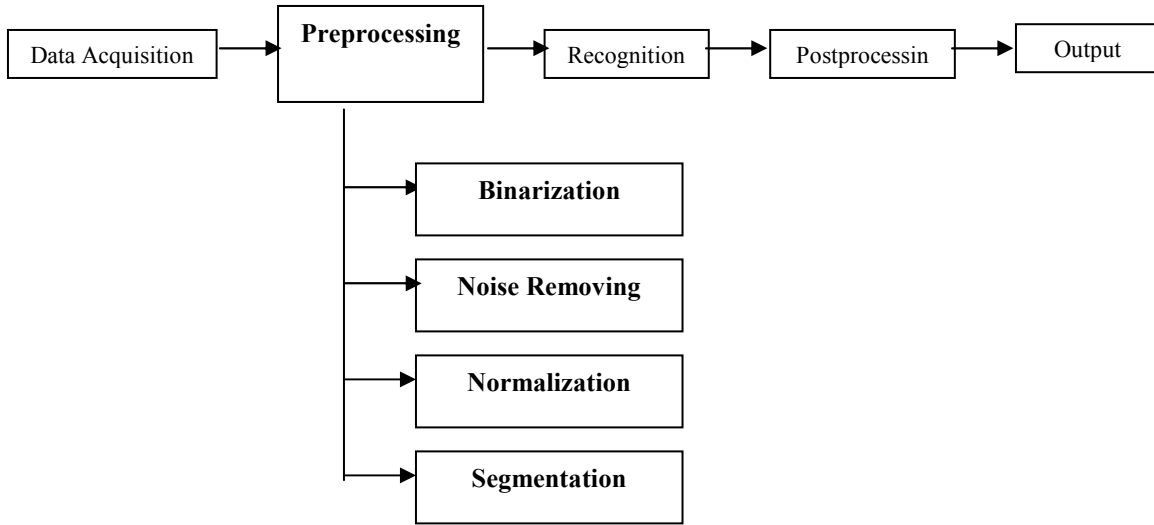 Data Acquisition
Preprocessing
Recognition
Postprocessin
Output
Binarization
Noise Removing
Normalization
Segmentation